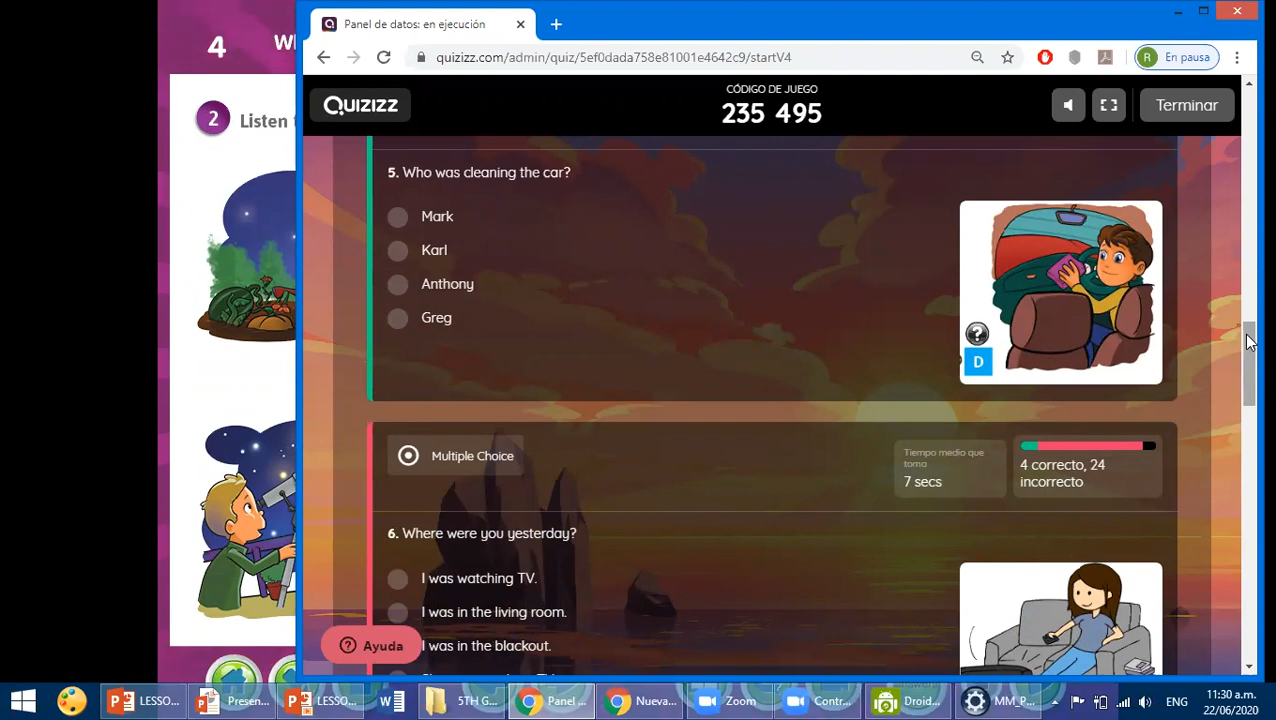 Panel de datos: en ejecución
quizizz.com/admin/quiz/5ef0dada758e81001e4642c9/startV4
R En pausa
4
2 Listen
QUIZIZZ
CÓDIGO DE JUEGO
235 495
Terminar
5. Who was cleaning the car?
Mark
Karl
Anthony
Greg
?
D
Multiple Choice
Tiempo medio que
toma
7 secs
4 correcto, 24
incorrecto
6. Where were you yesterday?
I was watching TV.
I was in the living room.
I was in the blackout.
Ayuda
LESSO...
Presen...
LESSO...
5TH G...
Panel ...
Nueva...
Zoom
Contr...
Droid...
MM_P...
ENG
11:30 a.m.
22/06/2020